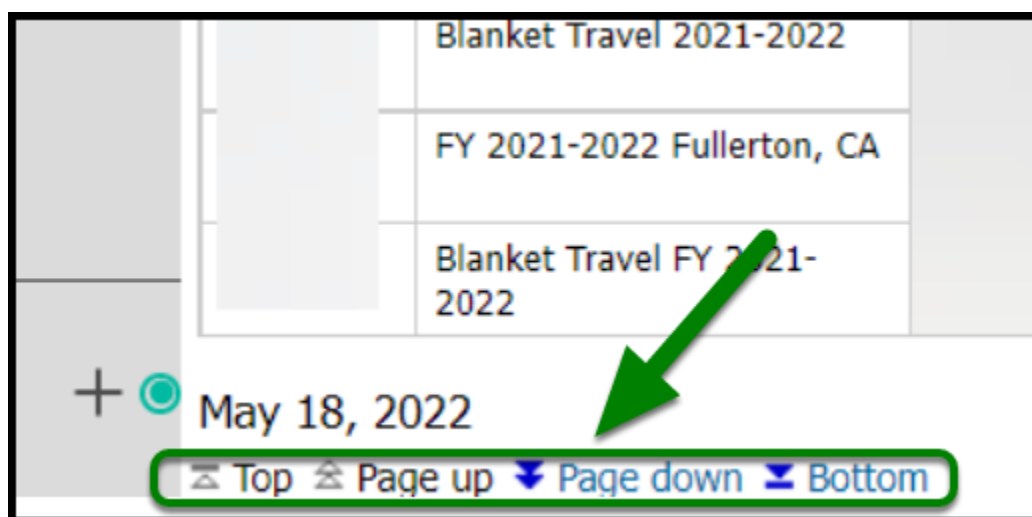 Blanket Travel 2021-2022
FY 2021-2022 Fullerton, CA
Blanket Travel FY 2021-
2022
May 18, 2022
Top Page up Page down Bottom